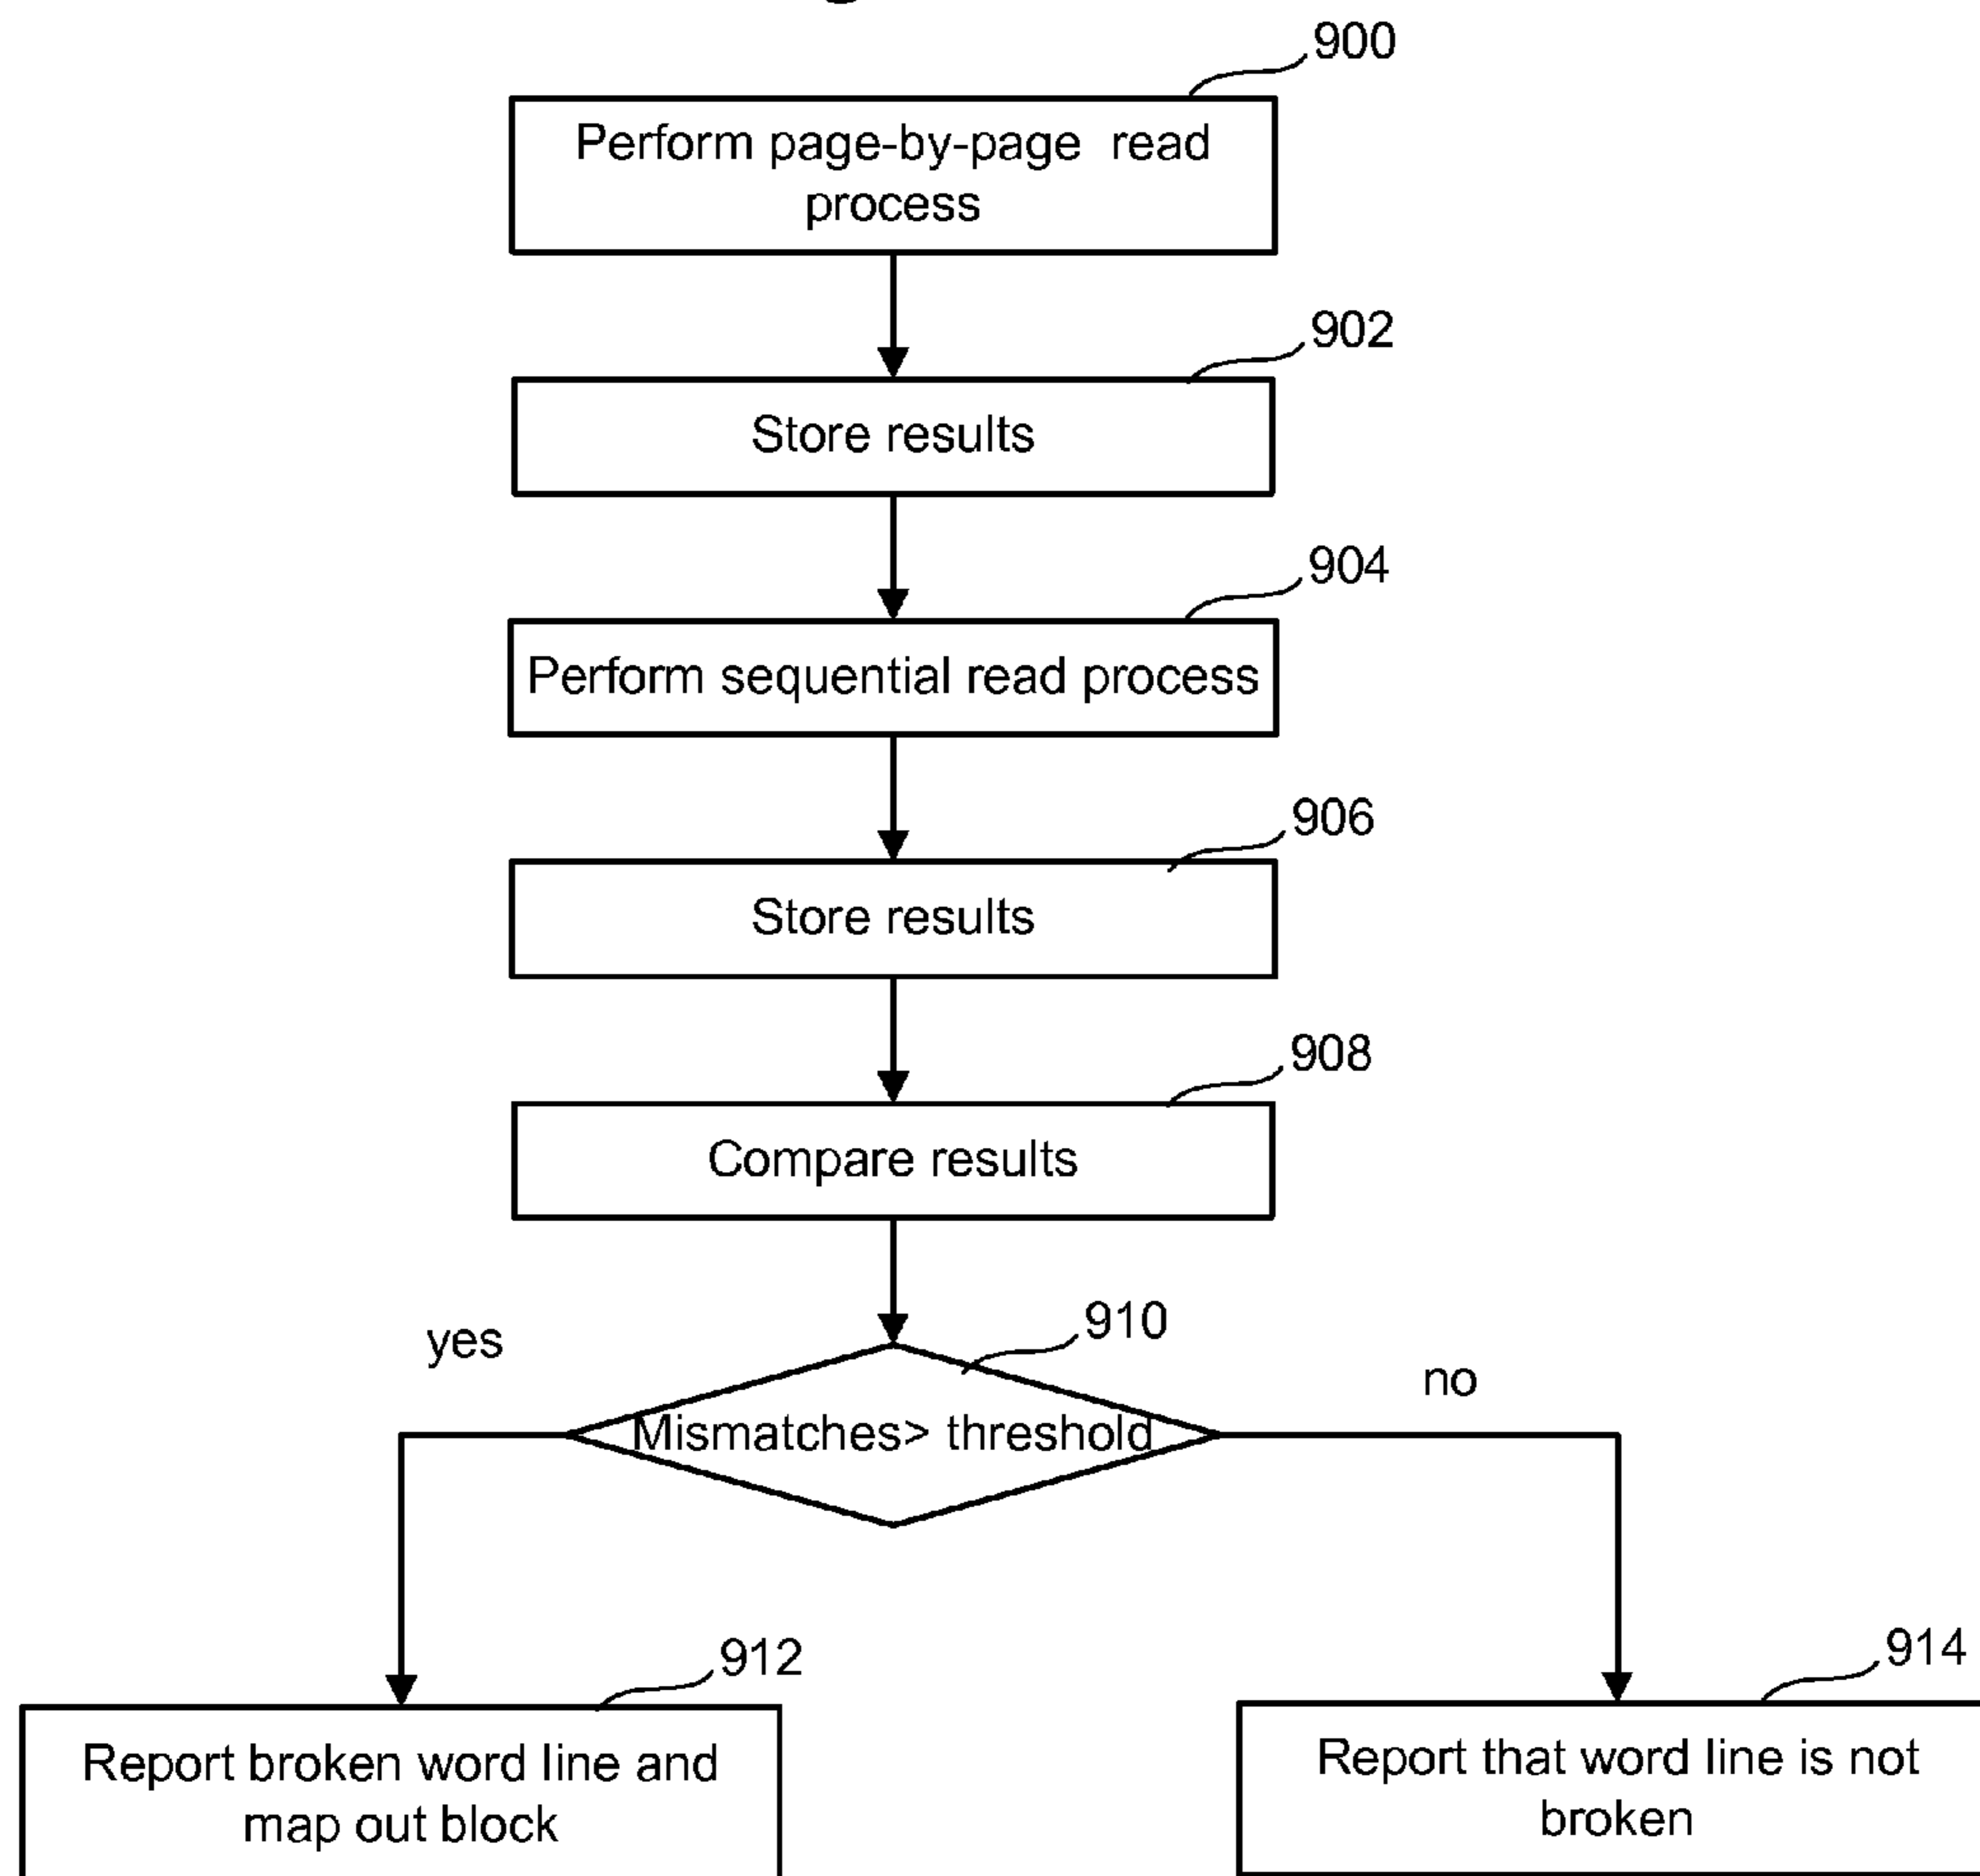 900
Perform page-by-page read
process
902
Store results
904
Perform sequential read process
906
Store results
908
Compare results
910
yes
no
Mismatches> threshold
912
914
Report broken word line and
map out block
Report that word line is not
broken